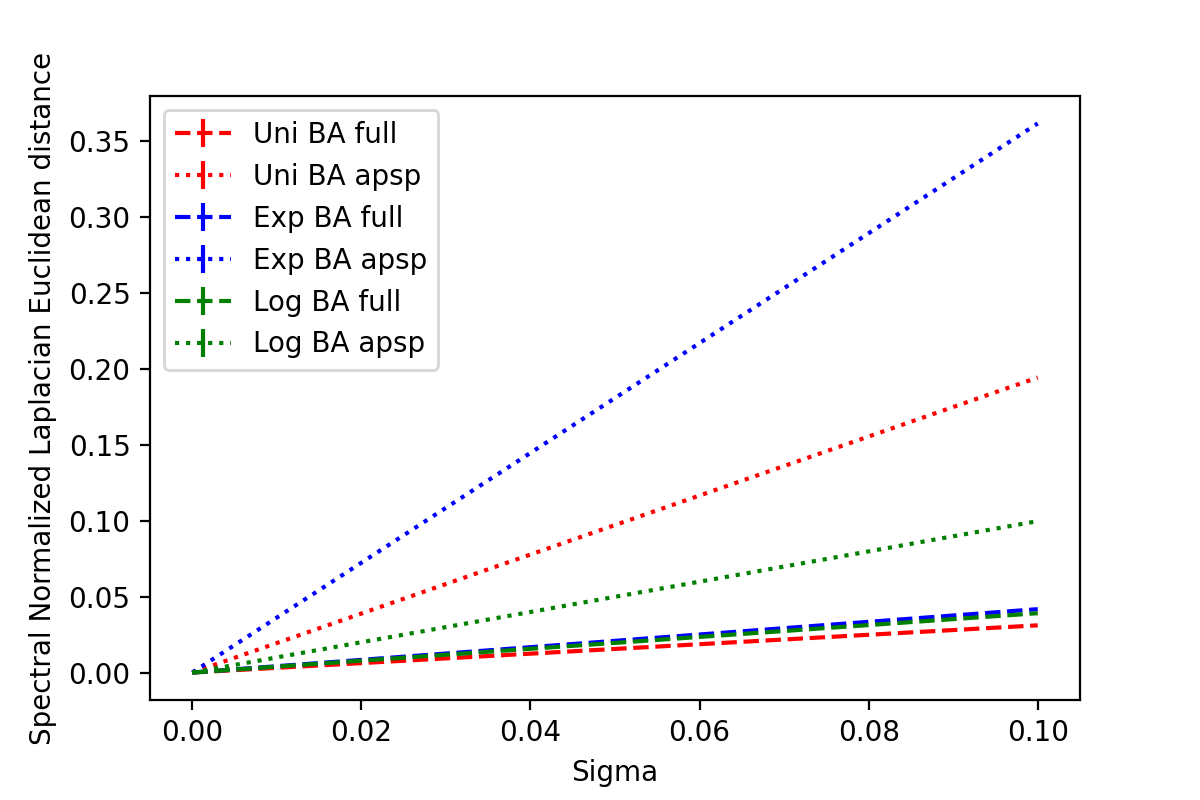 Spectral Normalized Laplacian Euclidean distance
0.35
0.30
0.25
0.20
0.15
0.10
0.05
0.00
Uni BA full
Uni BA apsp
Exp BA full
Exp BA apsp
Log BA full
Log BA apsp
0.00 0.02 0.04 0.06 0.08 0.10
Sigma